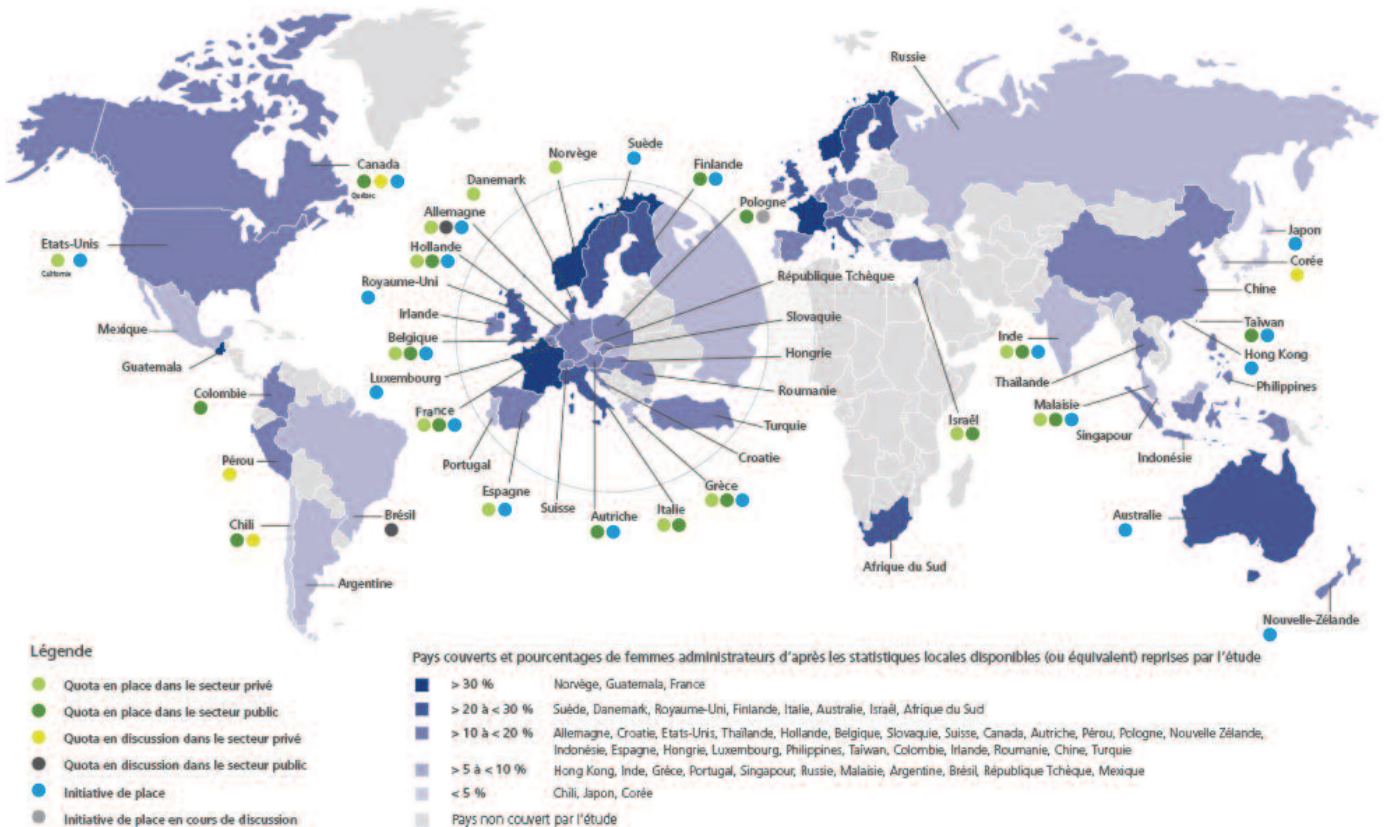 Russie
Canada
Québec
Etats-Unis
Californie
Mexique
Guatemala
Colombie
Pérou
Chili
Brésil
Argentine
Suède
Norvège
Finlande
Danemark
Allemagne
Pologne
Hollande
Royaume-Uni
République Tchèque
Irlande
Slovaquie
Belgique
Hongrie
Luxembourg
Roumanie
France
Turquie
Portugal
Croatie
Espagne
Suisse
Autriche
Italie
Grèce
Israël
Afrique du Sud
Japon
Corée
Chine
Taïwan
Inde
Hong Kong
Thaïlande
Philippines
Malaisie
Singapour
Indonésie
Australie
Nouvelle-Zélande
Légende
Quota en place dans le secteur privé
Quota en place dans le secteur public
Quota en discussion dans le secteur privé
Quota en discussion dans le secteur public
Initiative de place
Initiative de place en cours de discussion
Pays couverts et pourcentages de femmes administrateurs d'après les statistiques locales disponibles (ou équivalent) reprises par l'étude
> 30 % Norvège, Guatemala, France
> 20 à < 30 % Suède, Danemark, Royaume-Uni, Finlande, Italie, Australie, Israël, Afrique du Sud
> 10 à < 20 % Allemagne, Croatie, Etats-Unis, Thaïlande, Hollande, Belgique, Slovaquie, Suisse, Canada, Autriche, Pérou, Pologne, Nouvelle Zélande,
Indonésie, Espagne, Hongrie, Luxembourg, Philippines, Taïwan, Colombie, Irlande, Roumanie, Chine, Turquie
> 5 à < 10 % Hong Kong, Inde, Grèce, Portugal, Singapour, Russie, Malaisie, Argentine, Brésil, République Tchèque, Mexique
< 5 % Chili, Japon, Corée
Pays non couvert par l'étude